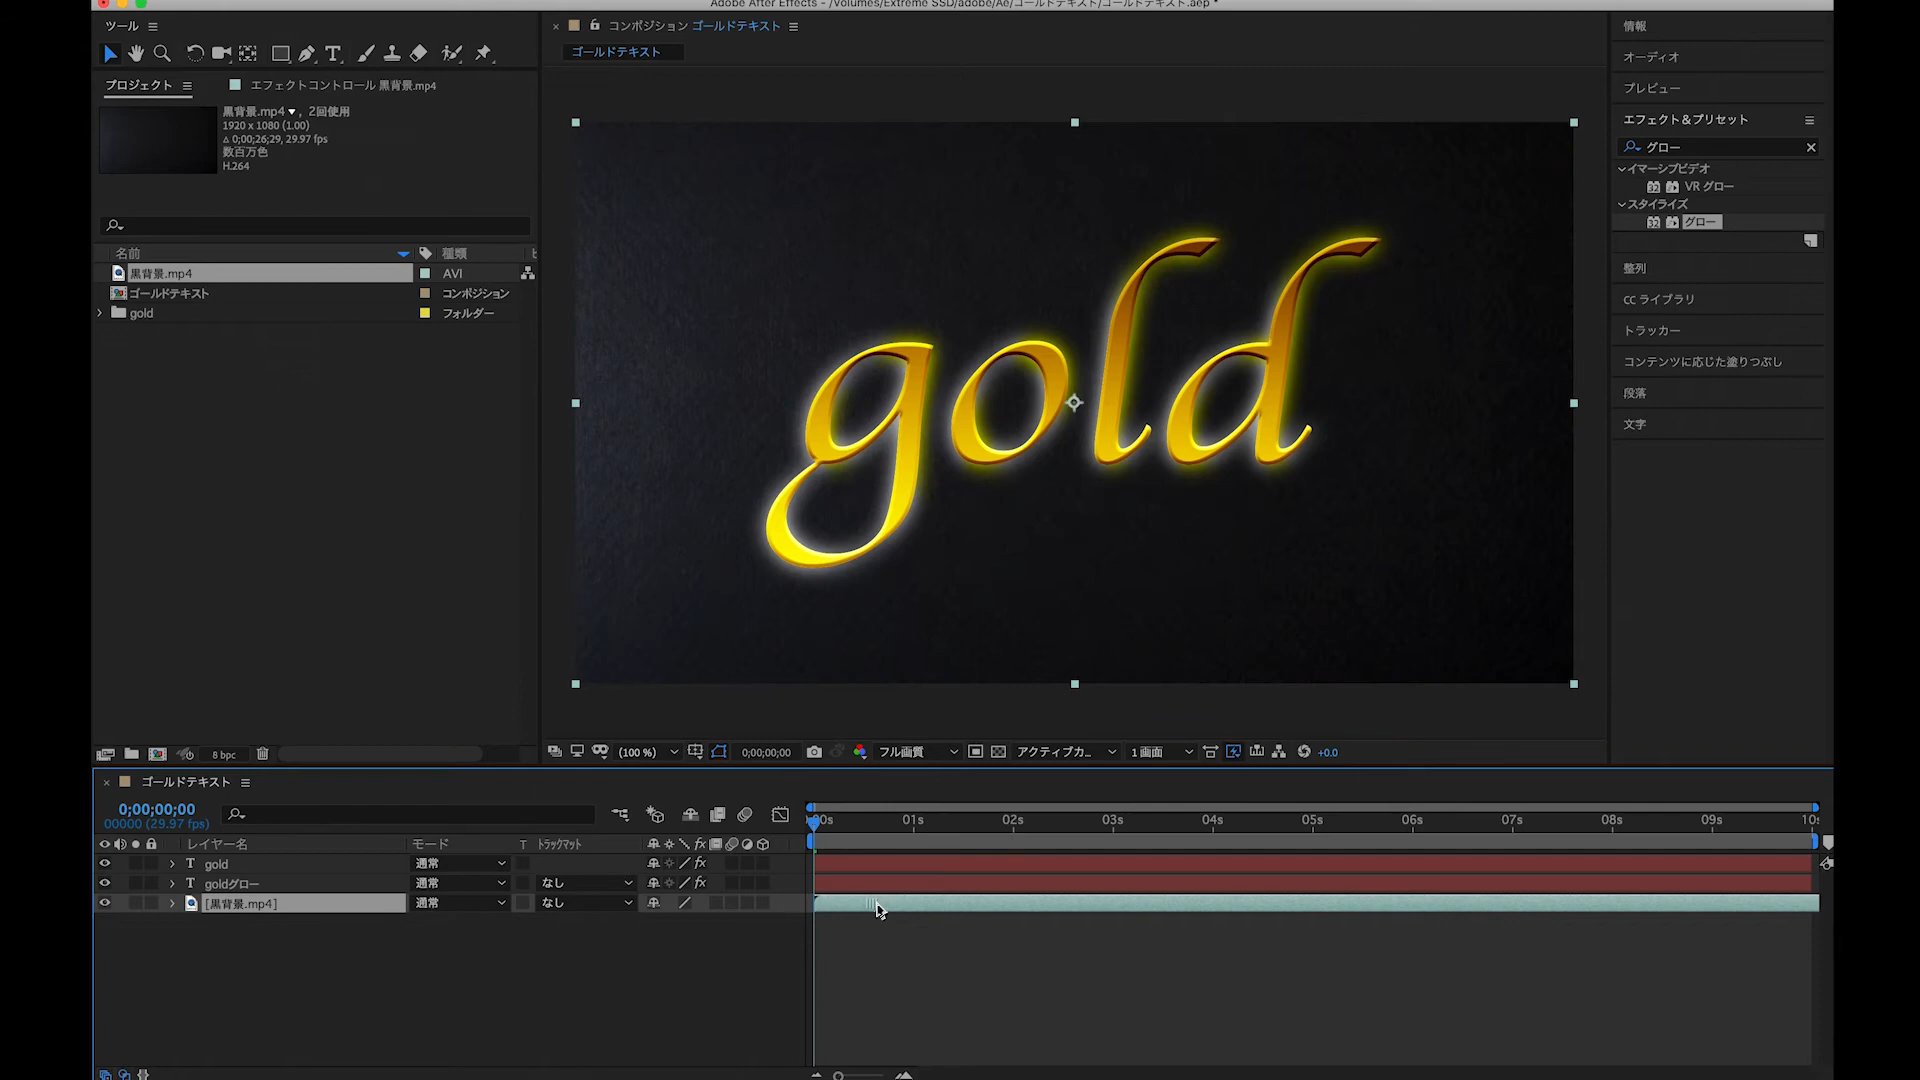 Adobe After Effects - /Volumes/Extreme SSD/adobe/Ae/ゴールドテキスト/ゴールドテキスト.aep *
ツール
プロジェクト
エフェクトコントロール 黒背景.mp4
黒背景.mp4 ▼ , 2回使用
1920 x 1080 (1.00)
Δ 0;00;26;29, 29.97 fps
数百万色
H.264
名前
種類
黒背景.mp4
AVI
ゴールドテキスト
コンポジション
gold
フォルダー
8 bpc
コンポジション ゴールドテキスト
ゴールドテキスト
gold
(100 %)
0;00;00;00
フル画質
アクティブカ...
1 画面
+0.0
情報
オーディオ
プレビュー
エフェクト＆プリセット
グロー
イマーシブビデオ
32
VR グロー
スタイライズ
32
グロー
整列
CC ライブラリ
トラッカー
コンテンツに応じた塗りつぶし
段落
文字
ゴールドテキスト
0;00;00;00
00000 (29.97 fps)
:00s
01s
02s
03s
04s
05s
06s
07s
08s
09s
10s
レイヤー名
モード
T
トラックマット
fx
T gold
通常
fx
T goldグロー
通常
なし
fx
[黒背景.mp4]
通常
なし